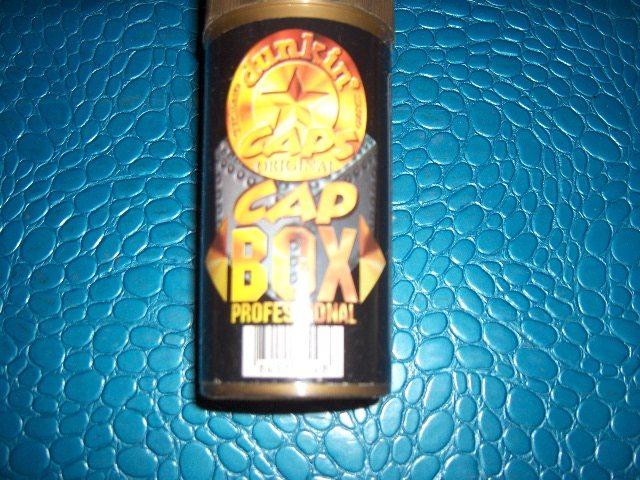 dunkin'
CAPS
ORIGINAL
CAP
BOX
PROFESSIONAL